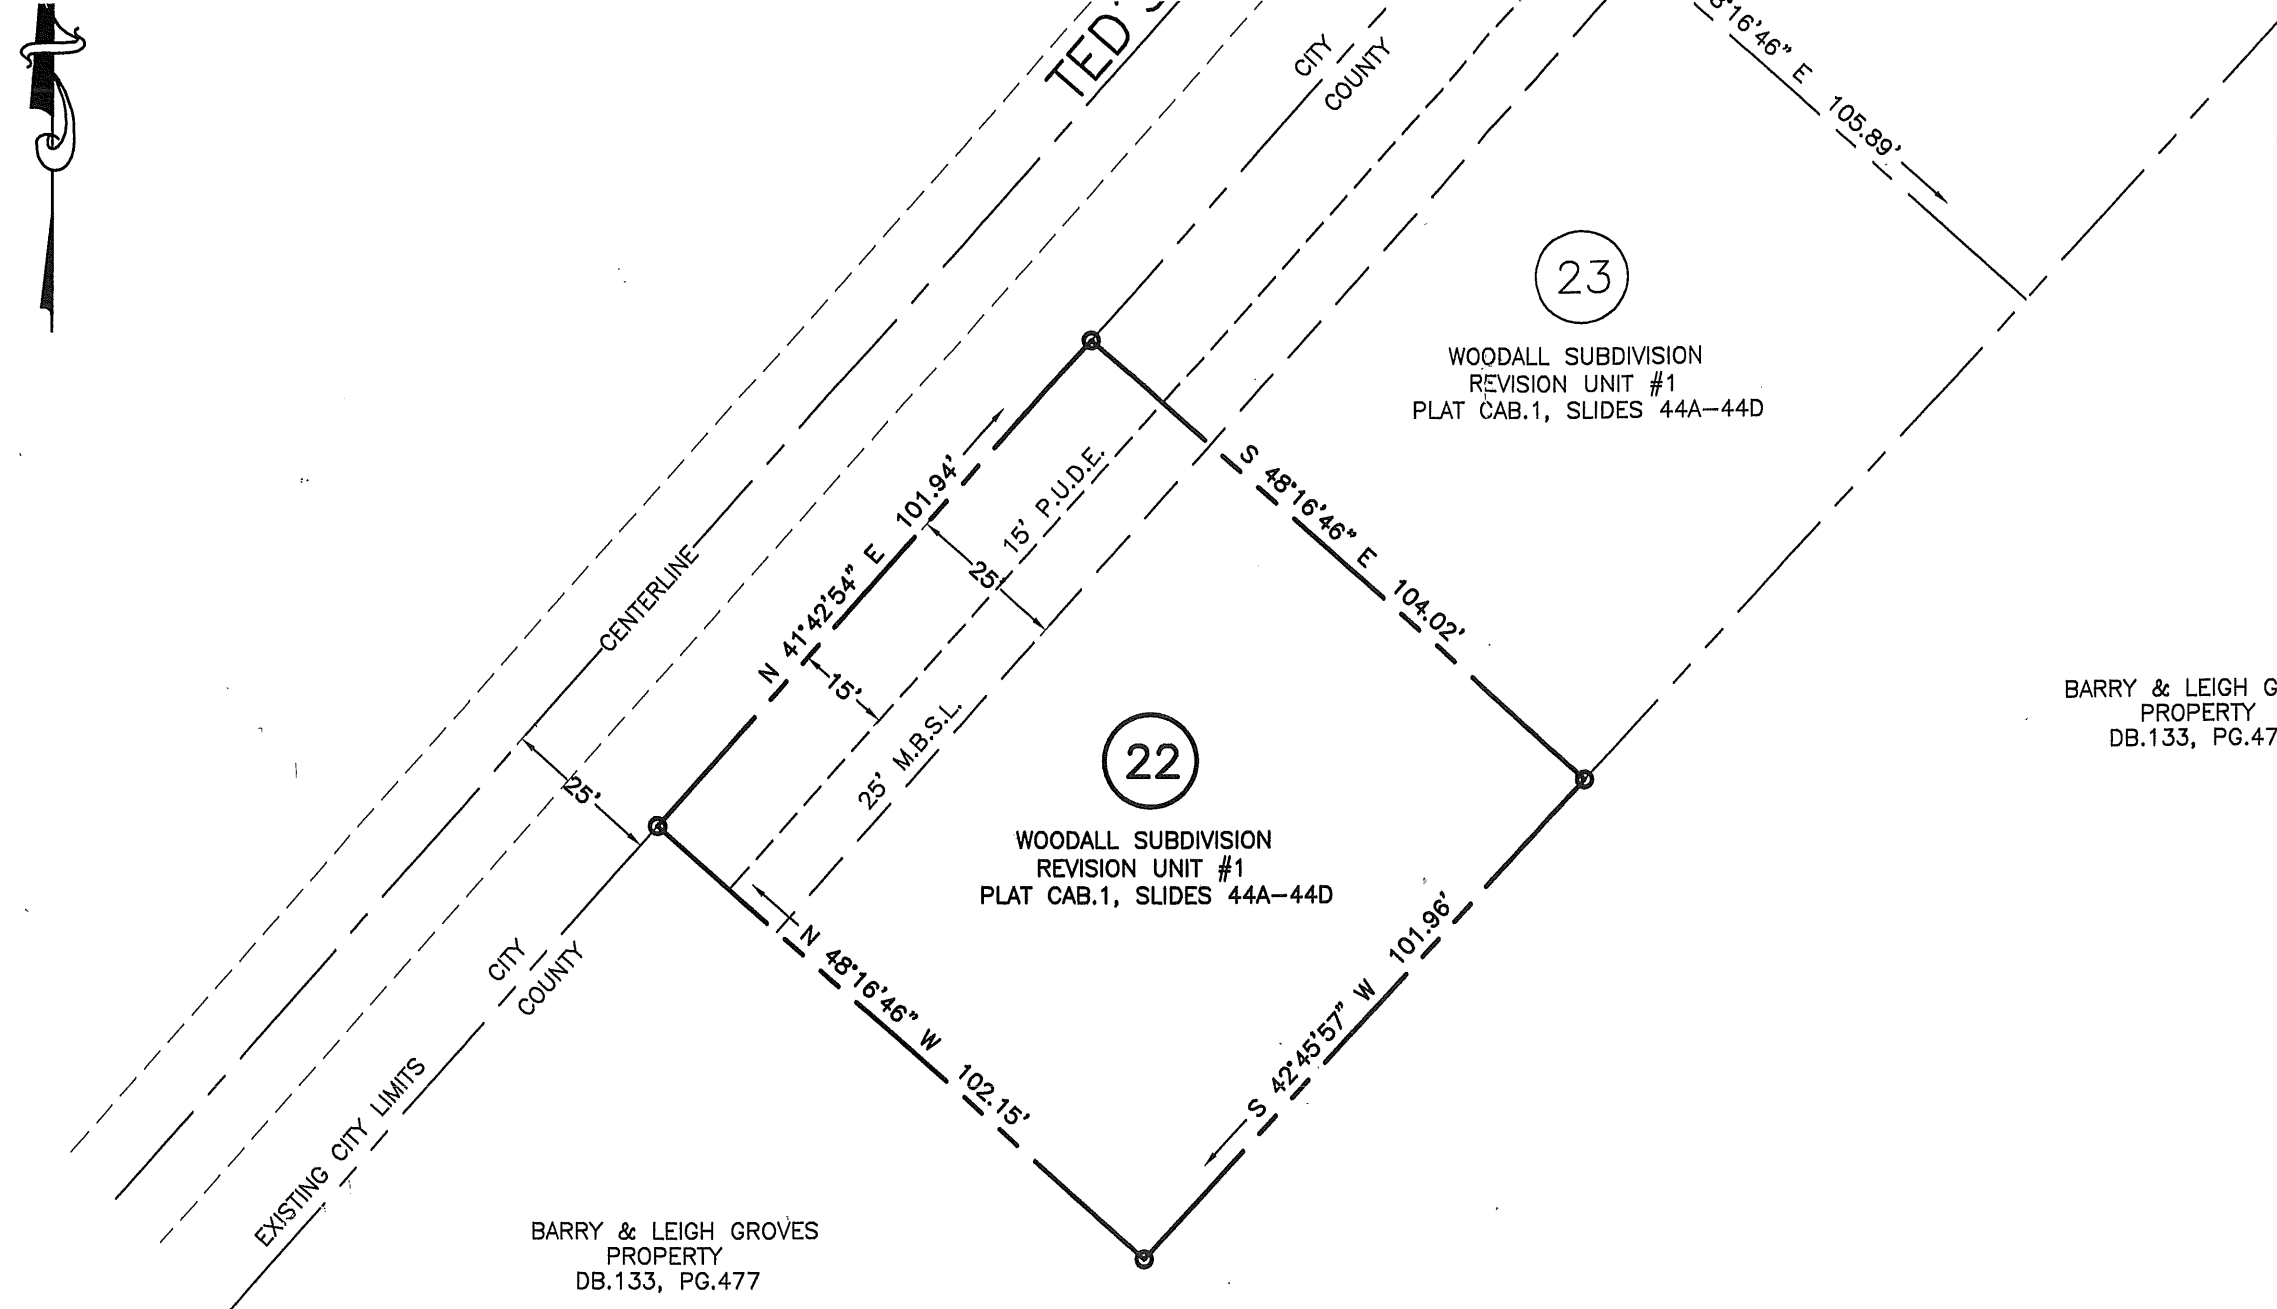 TED'
CITY
COUNTY
8°16'46" E 105.89'
23
WOODALL SUBDIVISION
REVISION UNIT #1
PLAT CAB.1, SLIDES 44A-44D
N 41°42'54" E 101.94'
15' P.U.D.E.
25'
S 48°16'46" E 104.02'
CENTERLINE
15'
25' M.B.S.L.
25'
22
WOODALL SUBDIVISION
REVISION UNIT #1
PLAT CAB.1, SLIDES 44A-44D
BARRY & LEIGH G
PROPERTY
DB.133, PG.47
CITY
COUNTY
N 48°16'46" W 102.15'
S 42°45'57" W 101.96'
EXISTING CITY LIMITS
BARRY & LEIGH GROVES
PROPERTY
DB.133, PG.477